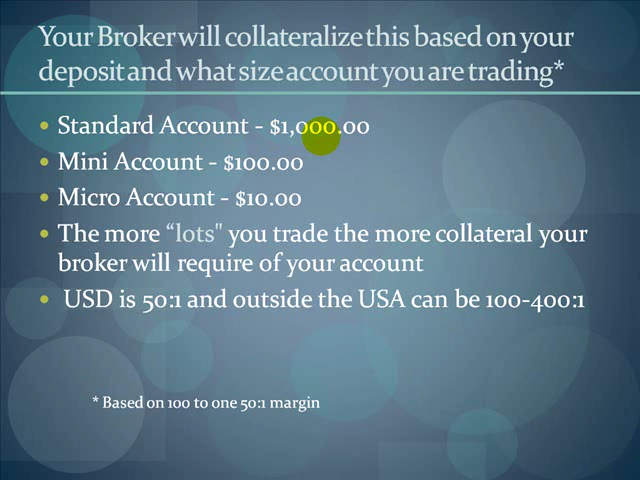 Your Broker will collateralize this based on your
deposit and what size account you are trading*
• Standard Account - $1,000.00
• Mini Account - $100.00
• Micro Account - $10.00
• The more “lots" you trade the more collateral your
broker will require of your account
• USD is 50:1 and outside the USA can be 100-400:1
* Based on 100 to one 50:1 margin